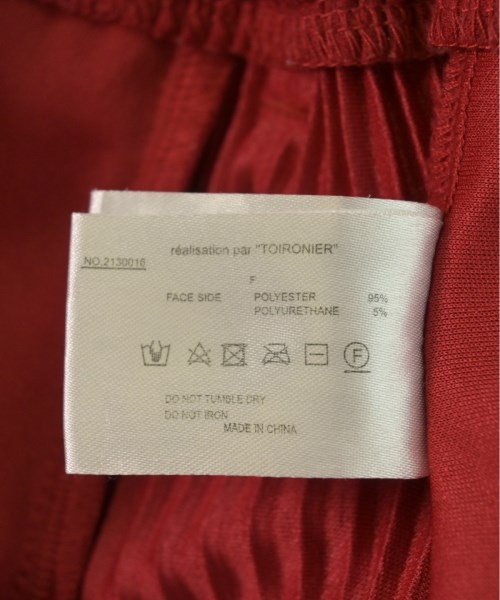 réalisation par "TOIRONIER"
NO.2130016
F
FACE SIDE POLYESTER 95%
POLYURETHANE 5%
F
DO NOT TUMBLE DRY
DO NOT IRON
MADE IN CHINA